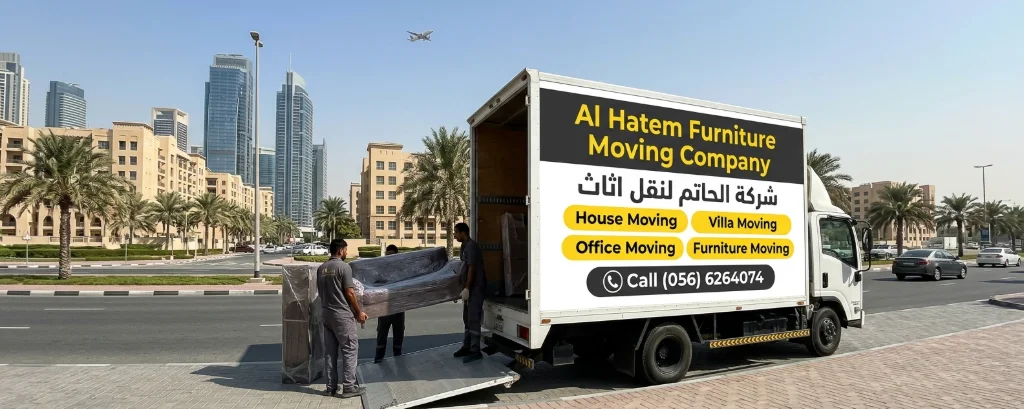 Al Hatem Furniture
Moving Company
شركة الحاتم لنقل اثاث
House Moving
Villa Moving
Office Moving
Furniture Moving
Call (056) 6264074